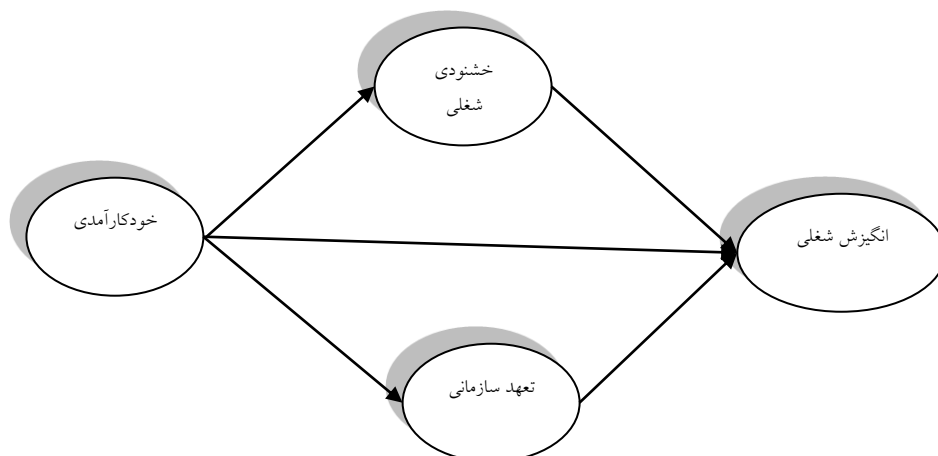 خشنودی
شغلی
خودکارآمدی
انگیزش شغلی
تعهد سازمانی